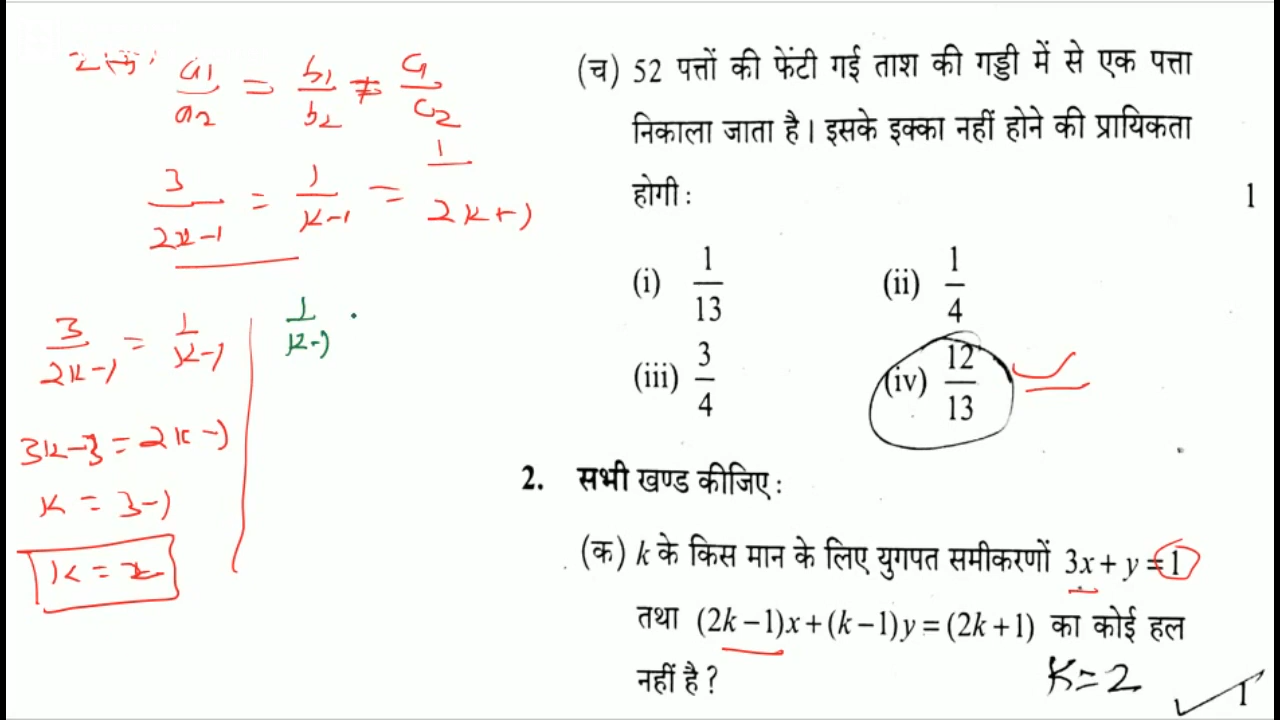 a1/a2 = b1/b2 ≠ c1/c2
3/2k-1 = 1/k-1 = 1/2k+1
3/2k-1 = 1/k-1
3k-3 = 2k-1
k = 3-1
k = 2
1/k-1
(च) 52 पत्तों की फेंटी गई ताश की गड्डी में से एक पत्ता
निकाला जाता है। इसके इक्का नहीं होने की प्रायिकता
होगी : 1
(i) 1/13 (ii) 1/4
(iii) 3/4 (iv) 12/13
2. सभी खण्ड कीजिए :
(क) k के किस मान के लिए युगपत समीकरणों 3x + y = 1
तथा (2k-1)x+(k-1)y=(2k+1) का कोई हल
नहीं है ? K=2 1